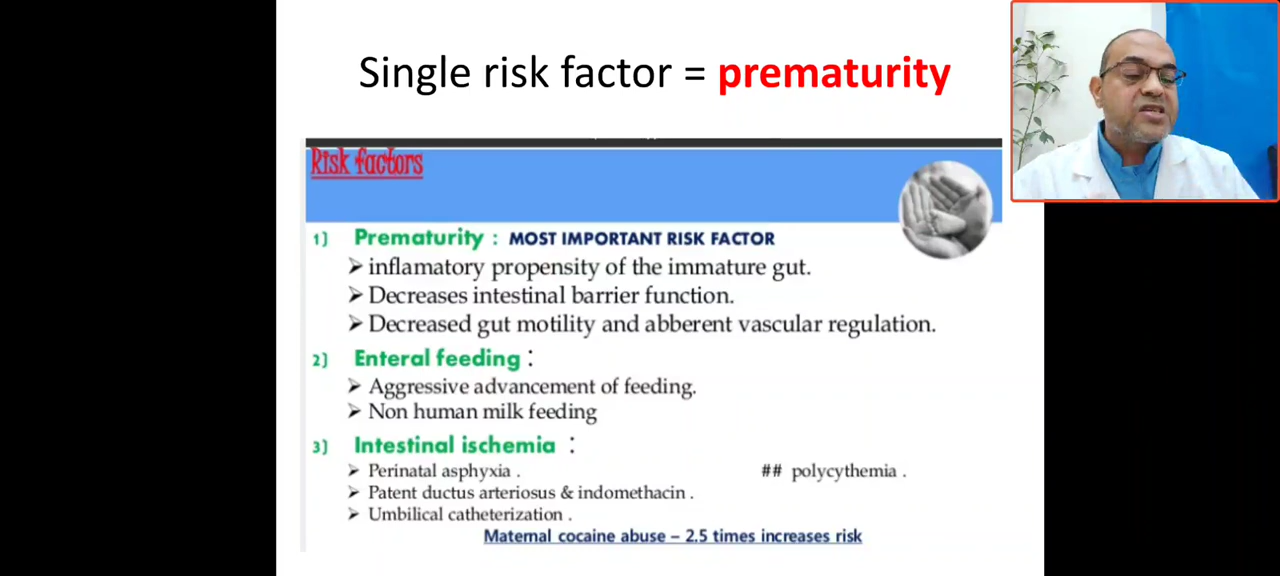 Single risk factor = prematurity
Risk factors
1) Prematurity : MOST IMPORTANT RISK FACTOR
➢ inflamatory propensity of the immature gut.
➢ Decreases intestinal barrier function.
➢ Decreased gut motility and abberent vascular regulation.
2) Enteral feeding :
➢ Aggressive advancement of feeding.
➢ Non human milk feeding
3) Intestinal ischemia :
➢ Perinatal asphyxia . ## polycythemia .
➢ Patent ductus arteriosus & indomethacin .
➢ Umbilical catheterization .
Maternal cocaine abuse – 2.5 times increases risk